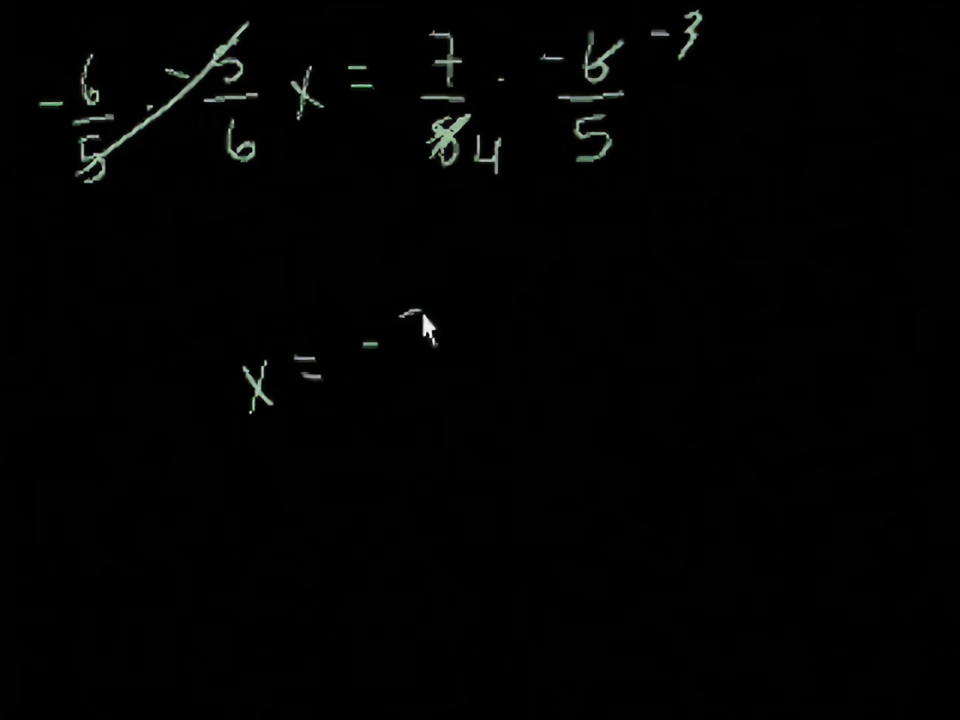 -6/5 · -5/6 x = 7/8 4 · -6/5 -3
x = -